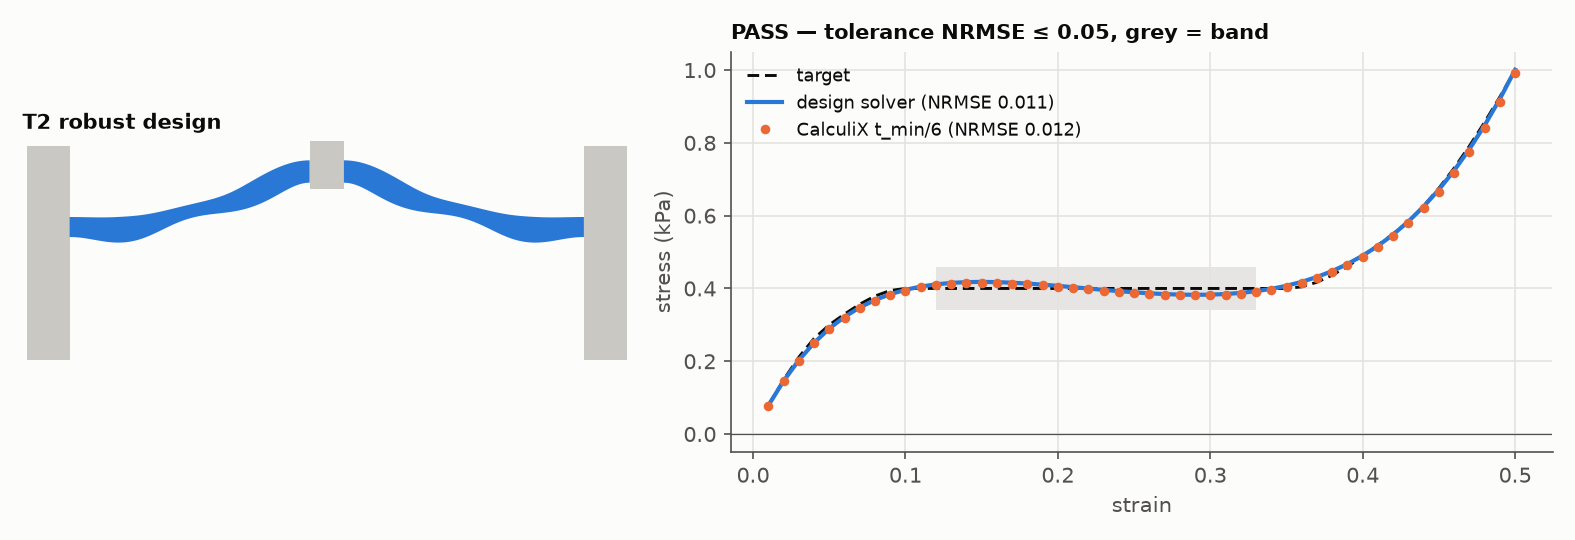 T2 robust design
PASS — tolerance NRMSE ≤ 0.05, grey = band
target
design solver (NRMSE 0.011)
CalculiX t_min/6 (NRMSE 0.012)
stress (kPa)
1.0
0.8
0.6
0.4
0.2
0.0
0.0 0.1 0.2 0.3 0.4 0.5
strain